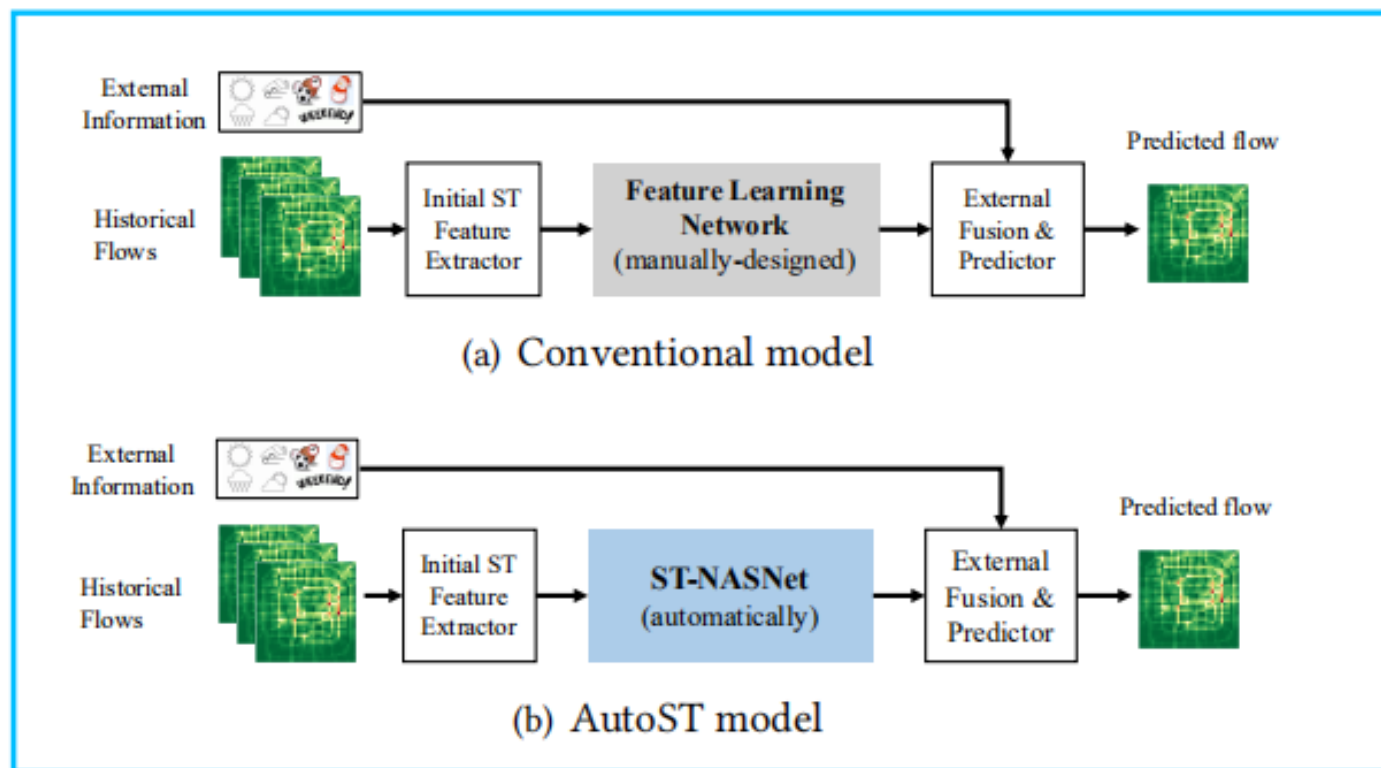 External
Information
WEEKEND!
Historical
Flows
Initial ST
Feature
Extractor
Feature Learning
Network
(manually-designed)
External
Fusion &
Predictor
Predicted flow
(a) Conventional model
External
Information
WEEKEND!
Historical
Flows
Initial ST
Feature
Extractor
ST-NASNet
(automatically)
External
Fusion &
Predictor
Predicted flow
(b) AutoST model